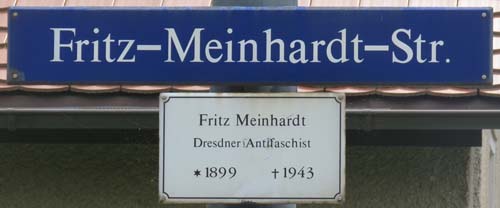 Fritz–Meinhardt–Str.
Fritz Meinhardt
Dresdner Antifaschist
* 1899 † 1943